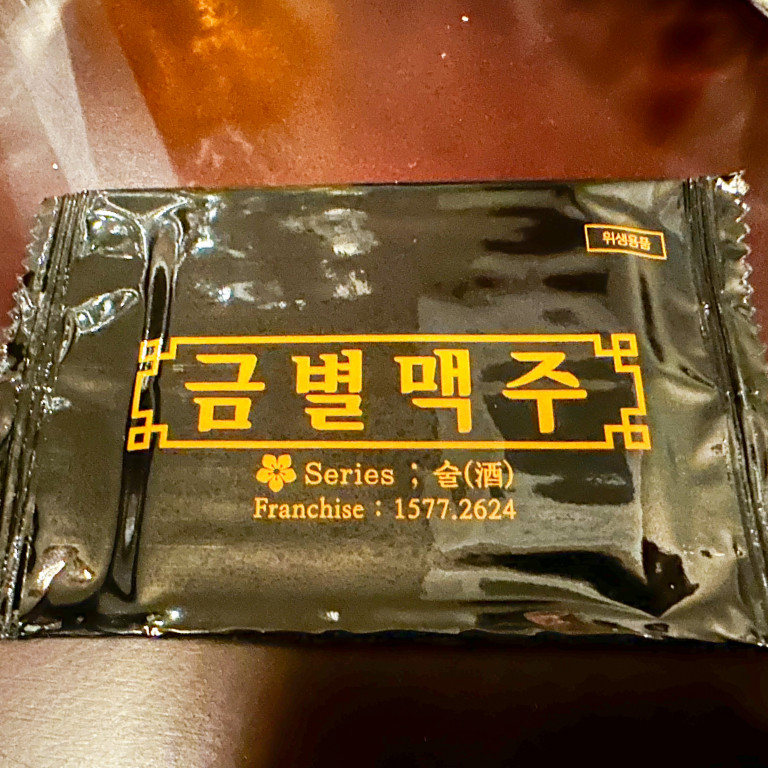 위생용품
금별맥주
Series ; 술(酒)
Franchise : 1577.2624